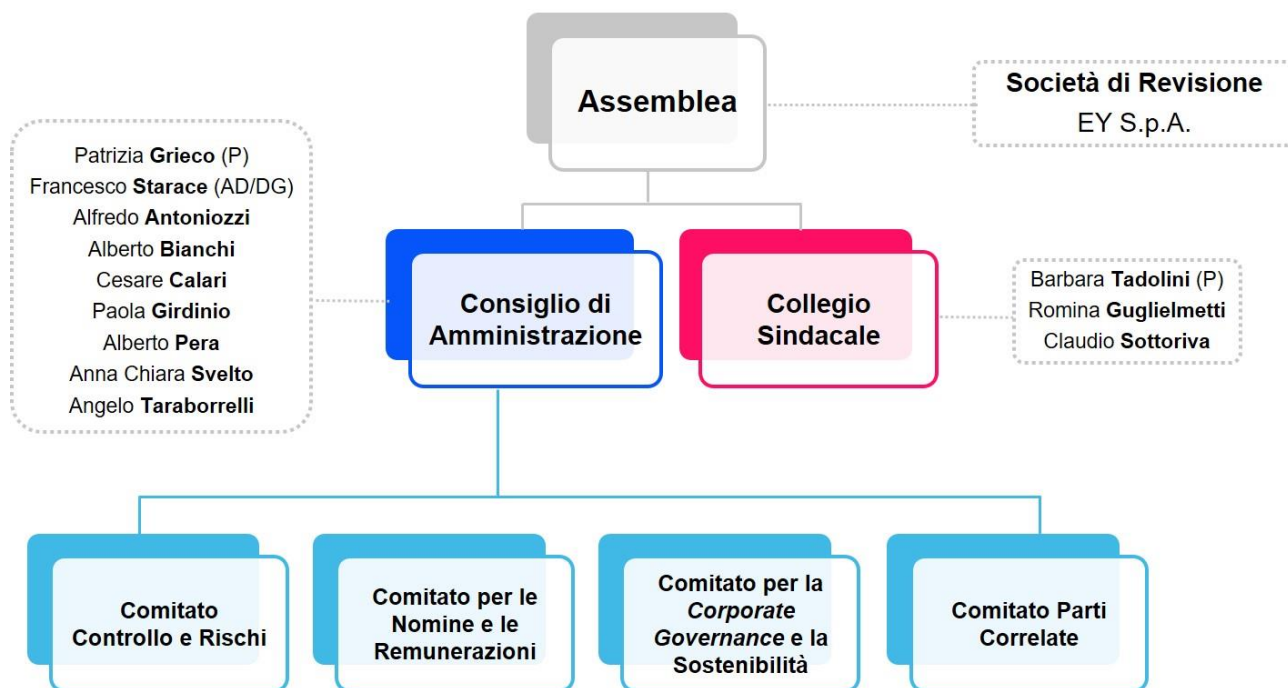 Assemblea
Società di Revisione
EY S.p.A.
Patrizia Grieco (P)
Francesco Starace (AD/DG)
Alfredo Antoniozzi
Alberto Bianchi
Cesare Calari
Paola Girdinio
Alberto Pera
Anna Chiara Svelto
Angelo Taraborrelli
Consiglio di
Amministrazione
Collegio
Sindacale
Barbara Tadolini (P)
Romina Guglielmetti
Claudio Sottoriva
Comitato
Controllo e Rischi
Comitato per le
Nomine e le
Remunerazioni
Comitato per la
Corporate
Governance e la
Sostenibilità
Comitato Parti
Correlate